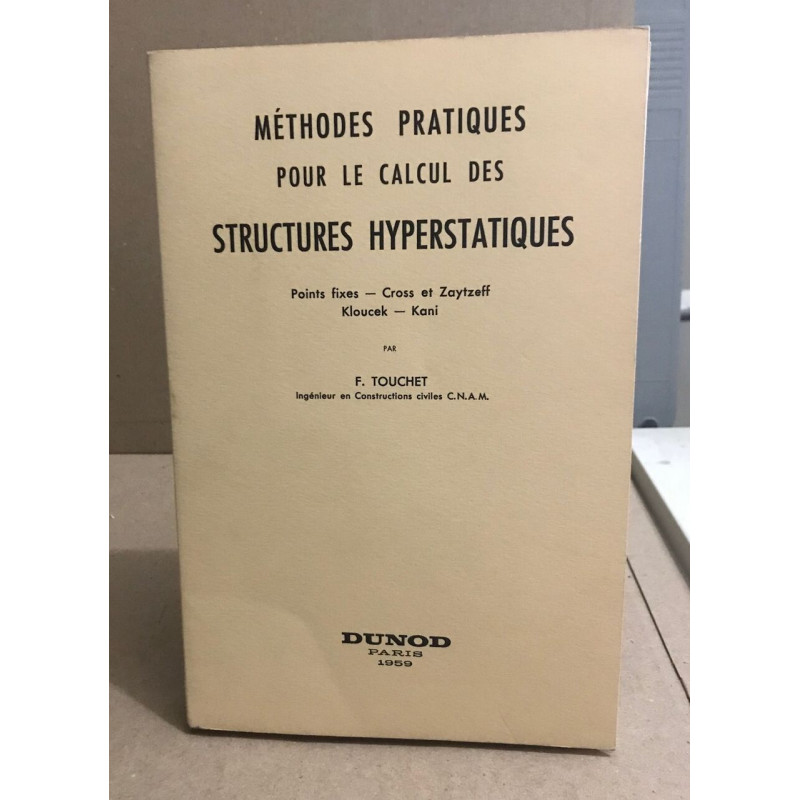 MÉTHODES PRATIQUES
POUR LE CALCUL DES
STRUCTURES HYPERSTATIQUES
Points fixes — Cross et Zaytzeff
Kloucek — Kani
PAR
F. TOUCHET
Ingénieur en Constructions civiles C.N.A.M.
DUNOD
PARIS
1959